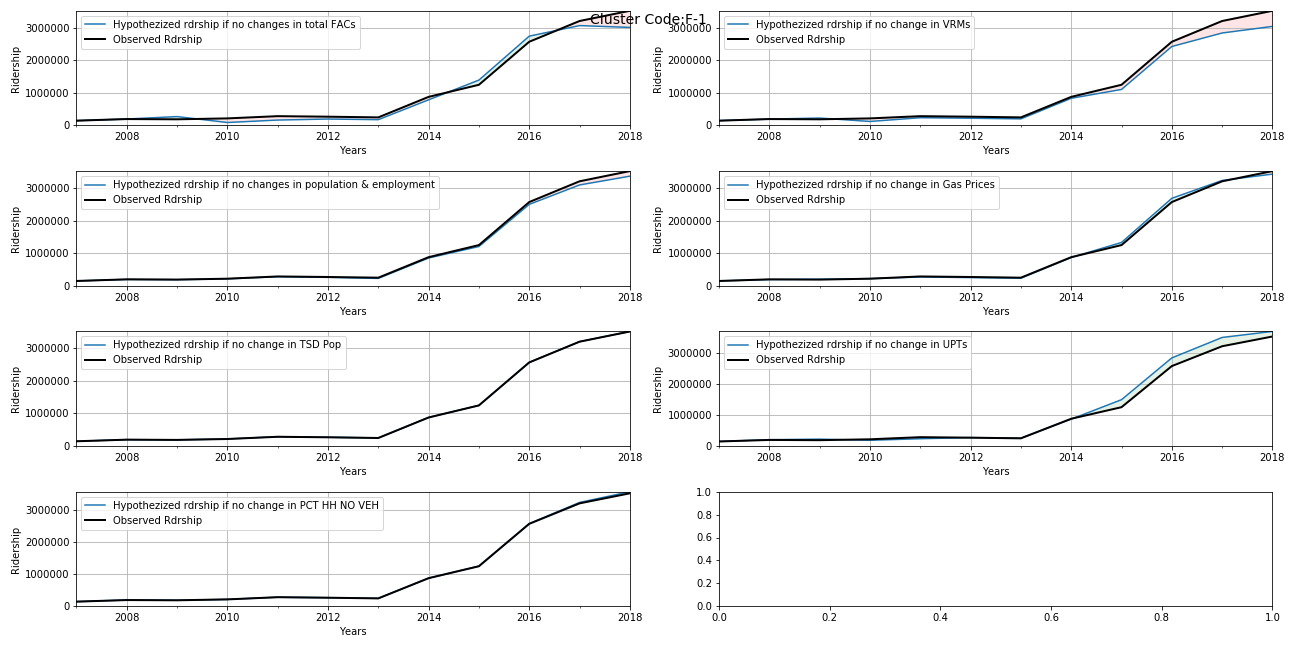 Cluster Code:F-1
Hypothezized rdrship if no changes in total FACs
Observed Rdrship
Ridership
3000000
2000000
1000000
0
2008
2010
2012
2014
2016
2018
Years
Hypothezized rdrship if no change in VRMs
Observed Rdrship
Ridership
3000000
2000000
1000000
0
2008
2010
2012
2014
2016
2018
Years
Hypothezized rdrship if no changes in population & employment
Observed Rdrship
Ridership
3000000
2000000
1000000
0
2008
2010
2012
2014
2016
2018
Years
Hypothezized rdrship if no change in Gas Prices
Observed Rdrship
Ridership
3000000
2000000
1000000
0
2008
2010
2012
2014
2016
2018
Years
Hypothezized rdrship if no change in TSD Pop
Observed Rdrship
Ridership
3000000
2000000
1000000
0
2008
2010
2012
2014
2016
2018
Years
Hypothezized rdrship if no change in UPTs
Observed Rdrship
Ridership
3000000
2000000
1000000
0
2008
2010
2012
2014
2016
2018
Years
Hypothezized rdrship if no change in PCT HH NO VEH
Observed Rdrship
Ridership
3000000
2000000
1000000
0
2008
2010
2012
2014
2016
2018
Years
1.0
0.8
0.6
0.4
0.2
0.0
0.0
0.2
0.4
0.6
0.8
1.0